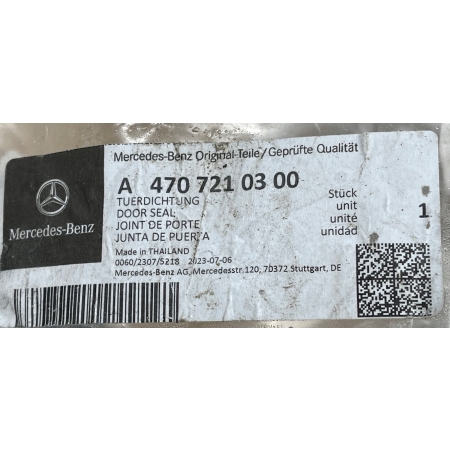 Mercedes-Benz Original-Teile/Geprüfte Qualität
A 470 721 03 00
TUERDICHTUNG
DOOR SEAL
JOINT DE PORTE
JUNTA DE PUERTA
Stück
unit
unité
unidad
1
Made in THAILAND
0060/2307/5218 2023-07-06
Mercedes-Benz AG, Mercedesstr.120, 70372 Stuttgart, DE
Mercedes-Benz